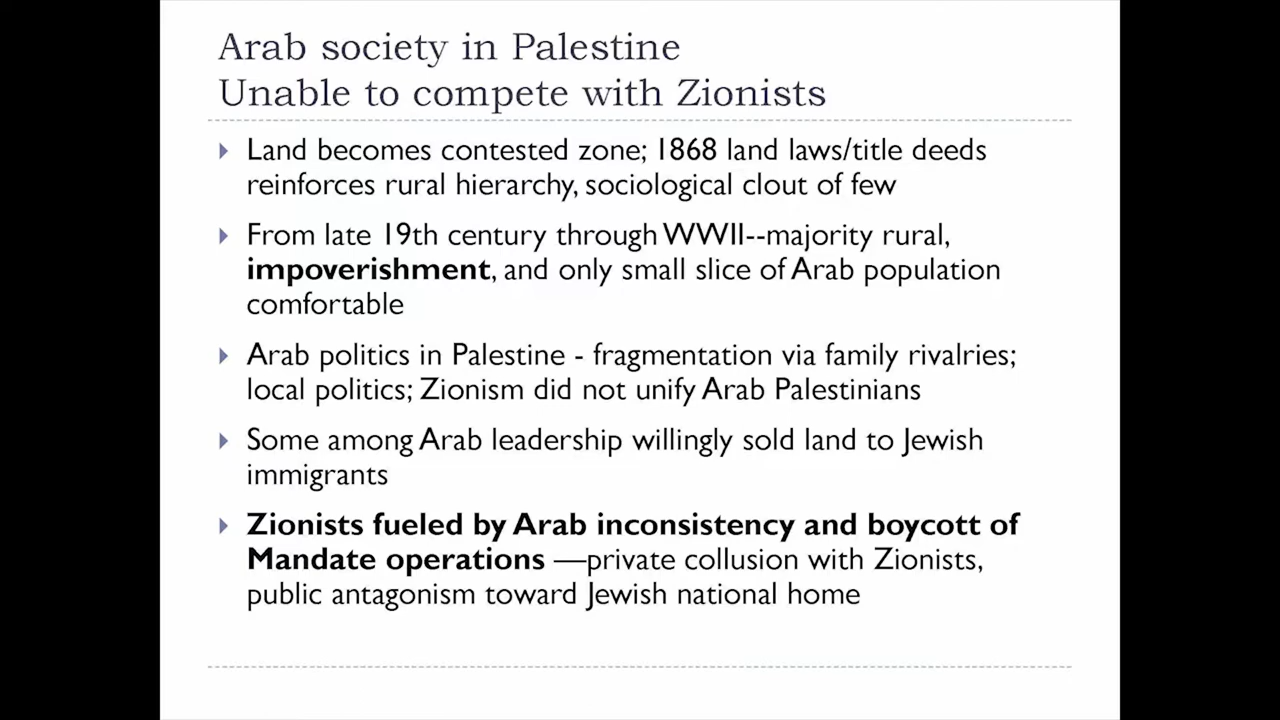 Arab society in Palestine
Unable to compete with Zionists
Land becomes contested zone; 1868 land laws/title deeds
reinforces rural hierarchy, sociological clout of few
From late 19th century through WWII--majority rural,
impoverishment, and only small slice of Arab population
comfortable
Arab politics in Palestine - fragmentation via family rivalries;
local politics; Zionism did not unify Arab Palestinians
Some among Arab leadership willingly sold land to Jewish
immigrants
Zionists fueled by Arab inconsistency and boycott of
Mandate operations —private collusion with Zionists,
public antagonism toward Jewish national home